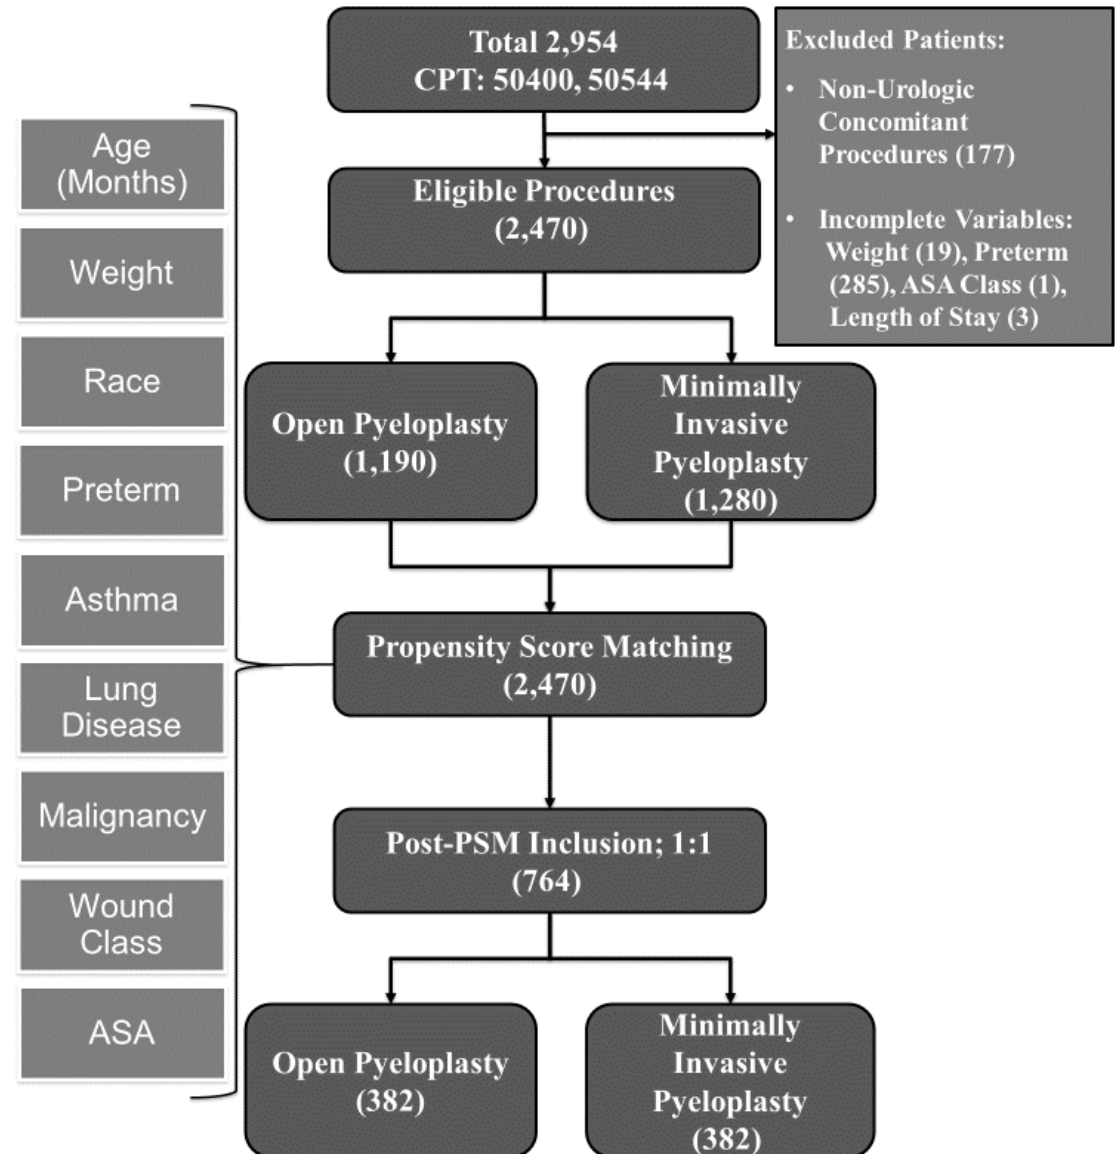 Total 2,954
CPT: 50400, 50544
Excluded Patients:
• Non-Urologic
Concomitant
Procedures (177)
• Incomplete Variables:
Weight (19), Preterm
(285), ASA Class (1),
Length of Stay (3)
Eligible Procedures
(2,470)
Open Pyeloplasty
(1,190)
Minimally
Invasive
Pyeloplasty
(1,280)
Age
(Months)
Weight
Race
Preterm
Asthma
Lung
Disease
Malignancy
Wound
Class
ASA
Propensity Score Matching
(2,470)
Post-PSM Inclusion; 1:1
(764)
Open Pyeloplasty
(382)
Minimally
Invasive
Pyeloplasty
(382)